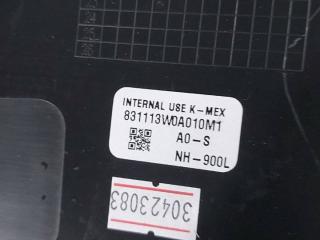 INTERNAL USE K-MEX
831113W0A010M1
A0-S
NH-900L
30423083